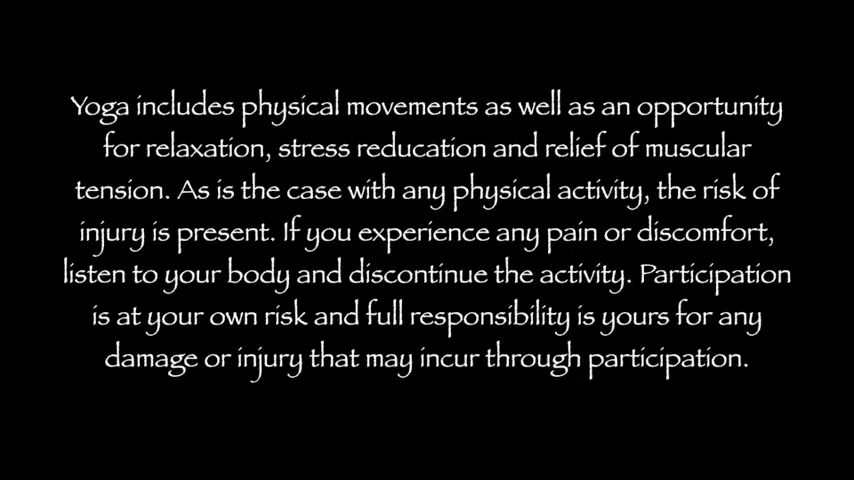 Yoga includes physical movements as well as an opportunity
for relaxation, stress reducation and relief of muscular
tension. As is the case with any physical activity, the risk of
injury is present. If you experience any pain or discomfort,
listen to your body and discontinue the activity. Participation
is at your own risk and full responsibility is yours for any
damage or injury that may incur through participation.